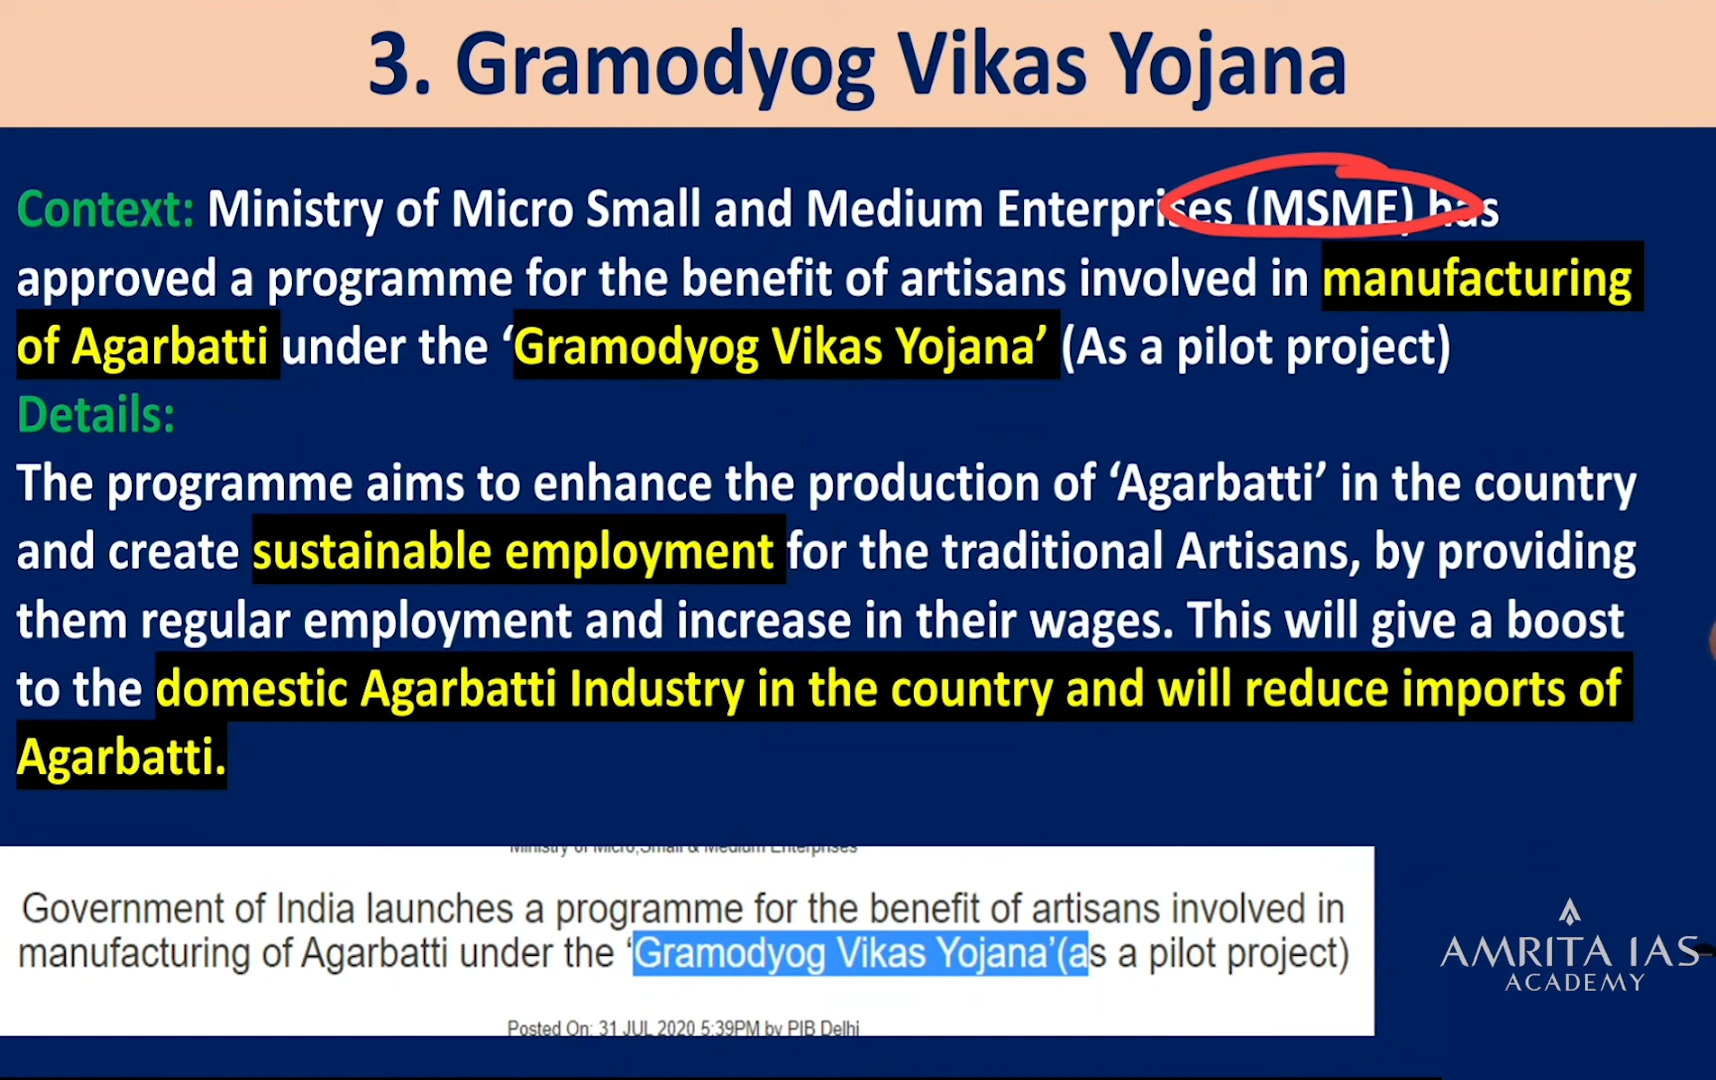 3. Gramodyog Vikas Yojana
Context: Ministry of Micro Small and Medium Enterprises (MSME) has
approved a programme for the benefit of artisans involved in manufacturing
of Agarbatti under the ‘Gramodyog Vikas Yojana’ (As a pilot project)
Details:
The programme aims to enhance the production of ‘Agarbatti’ in the country
and create sustainable employment for the traditional Artisans, by providing
them regular employment and increase in their wages. This will give a boost
to the domestic Agarbatti Industry in the country and will reduce imports of
Agarbatti.
Ministry of Micro,Small & Medium Enterprises
Government of India launches a programme for the benefit of artisans involved in
manufacturing of Agarbatti under the ‘Gramodyog Vikas Yojana’(as a pilot project)
Posted On: 31 JUL 2020 5:39PM by PIB Delhi
AMRITA IAS
ACADEMY